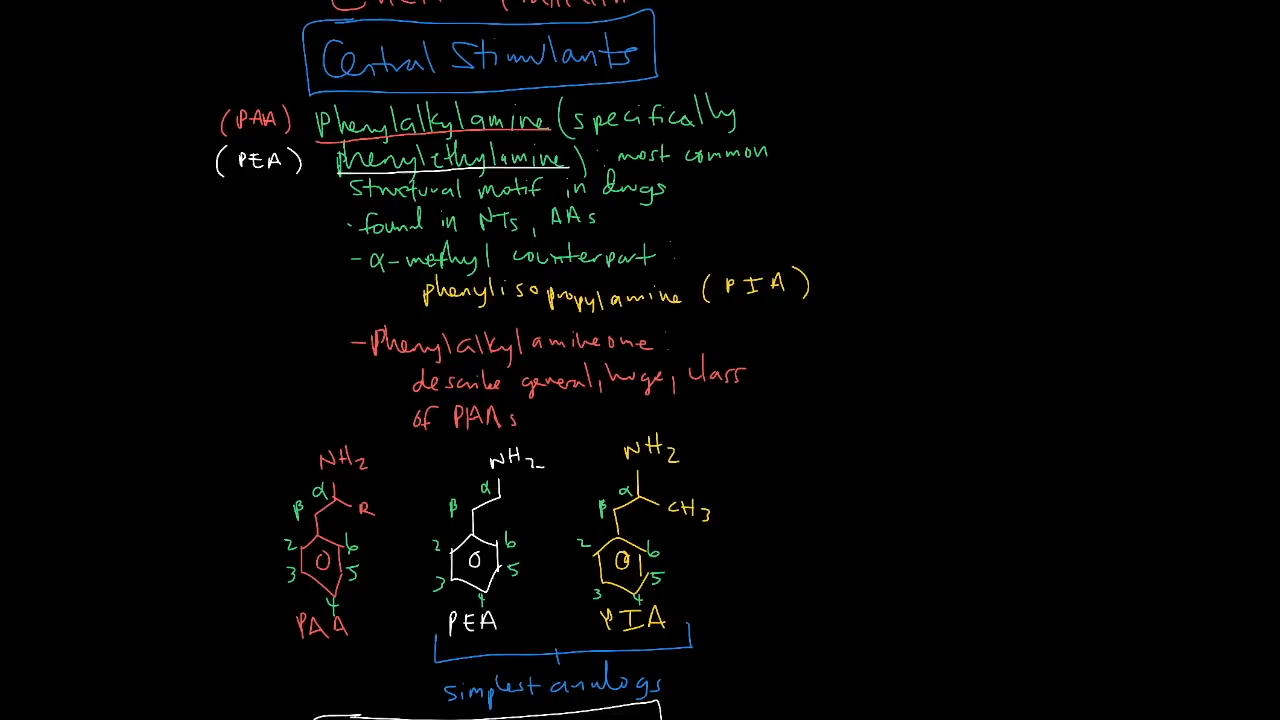 Central Stimulants
(PAA) Phenylalkylamine (specifically
(PEA) phenylethylamine) : most common
structural motif in drugs
· found in NTs, AAs
- α-methyl counterpart :
phenylisopropylamine (PIA)
- Phenylalkylamineone :
describe general, huge, class
of PAAs
NH2 NH2 NH2
α α α
β R β β CH3
2 6 2 6 2 6
3 5 3 5 3 5
4 4 4
PAA PEA PIA
simplest analogs